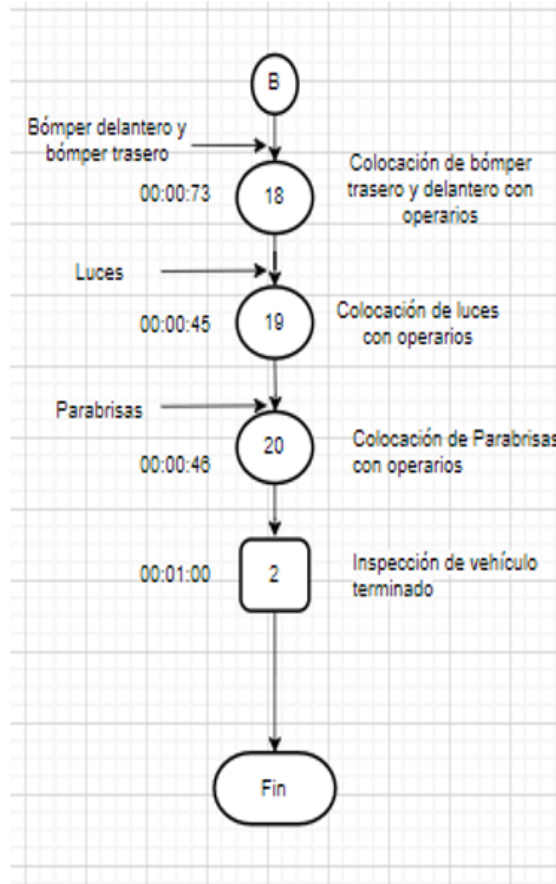 B
Bómper delantero y
bómper trasero
00:00:73
18
Colocación de bómper
trasero y delantero con
operarios
Luces
00:00:45
19
Colocación de luces
con operarios
Parabrisas
00:00:46
20
Colocación de Parabrisas
con operarios
00:01:00
2
Inspección de vehículo
terminado
Fin